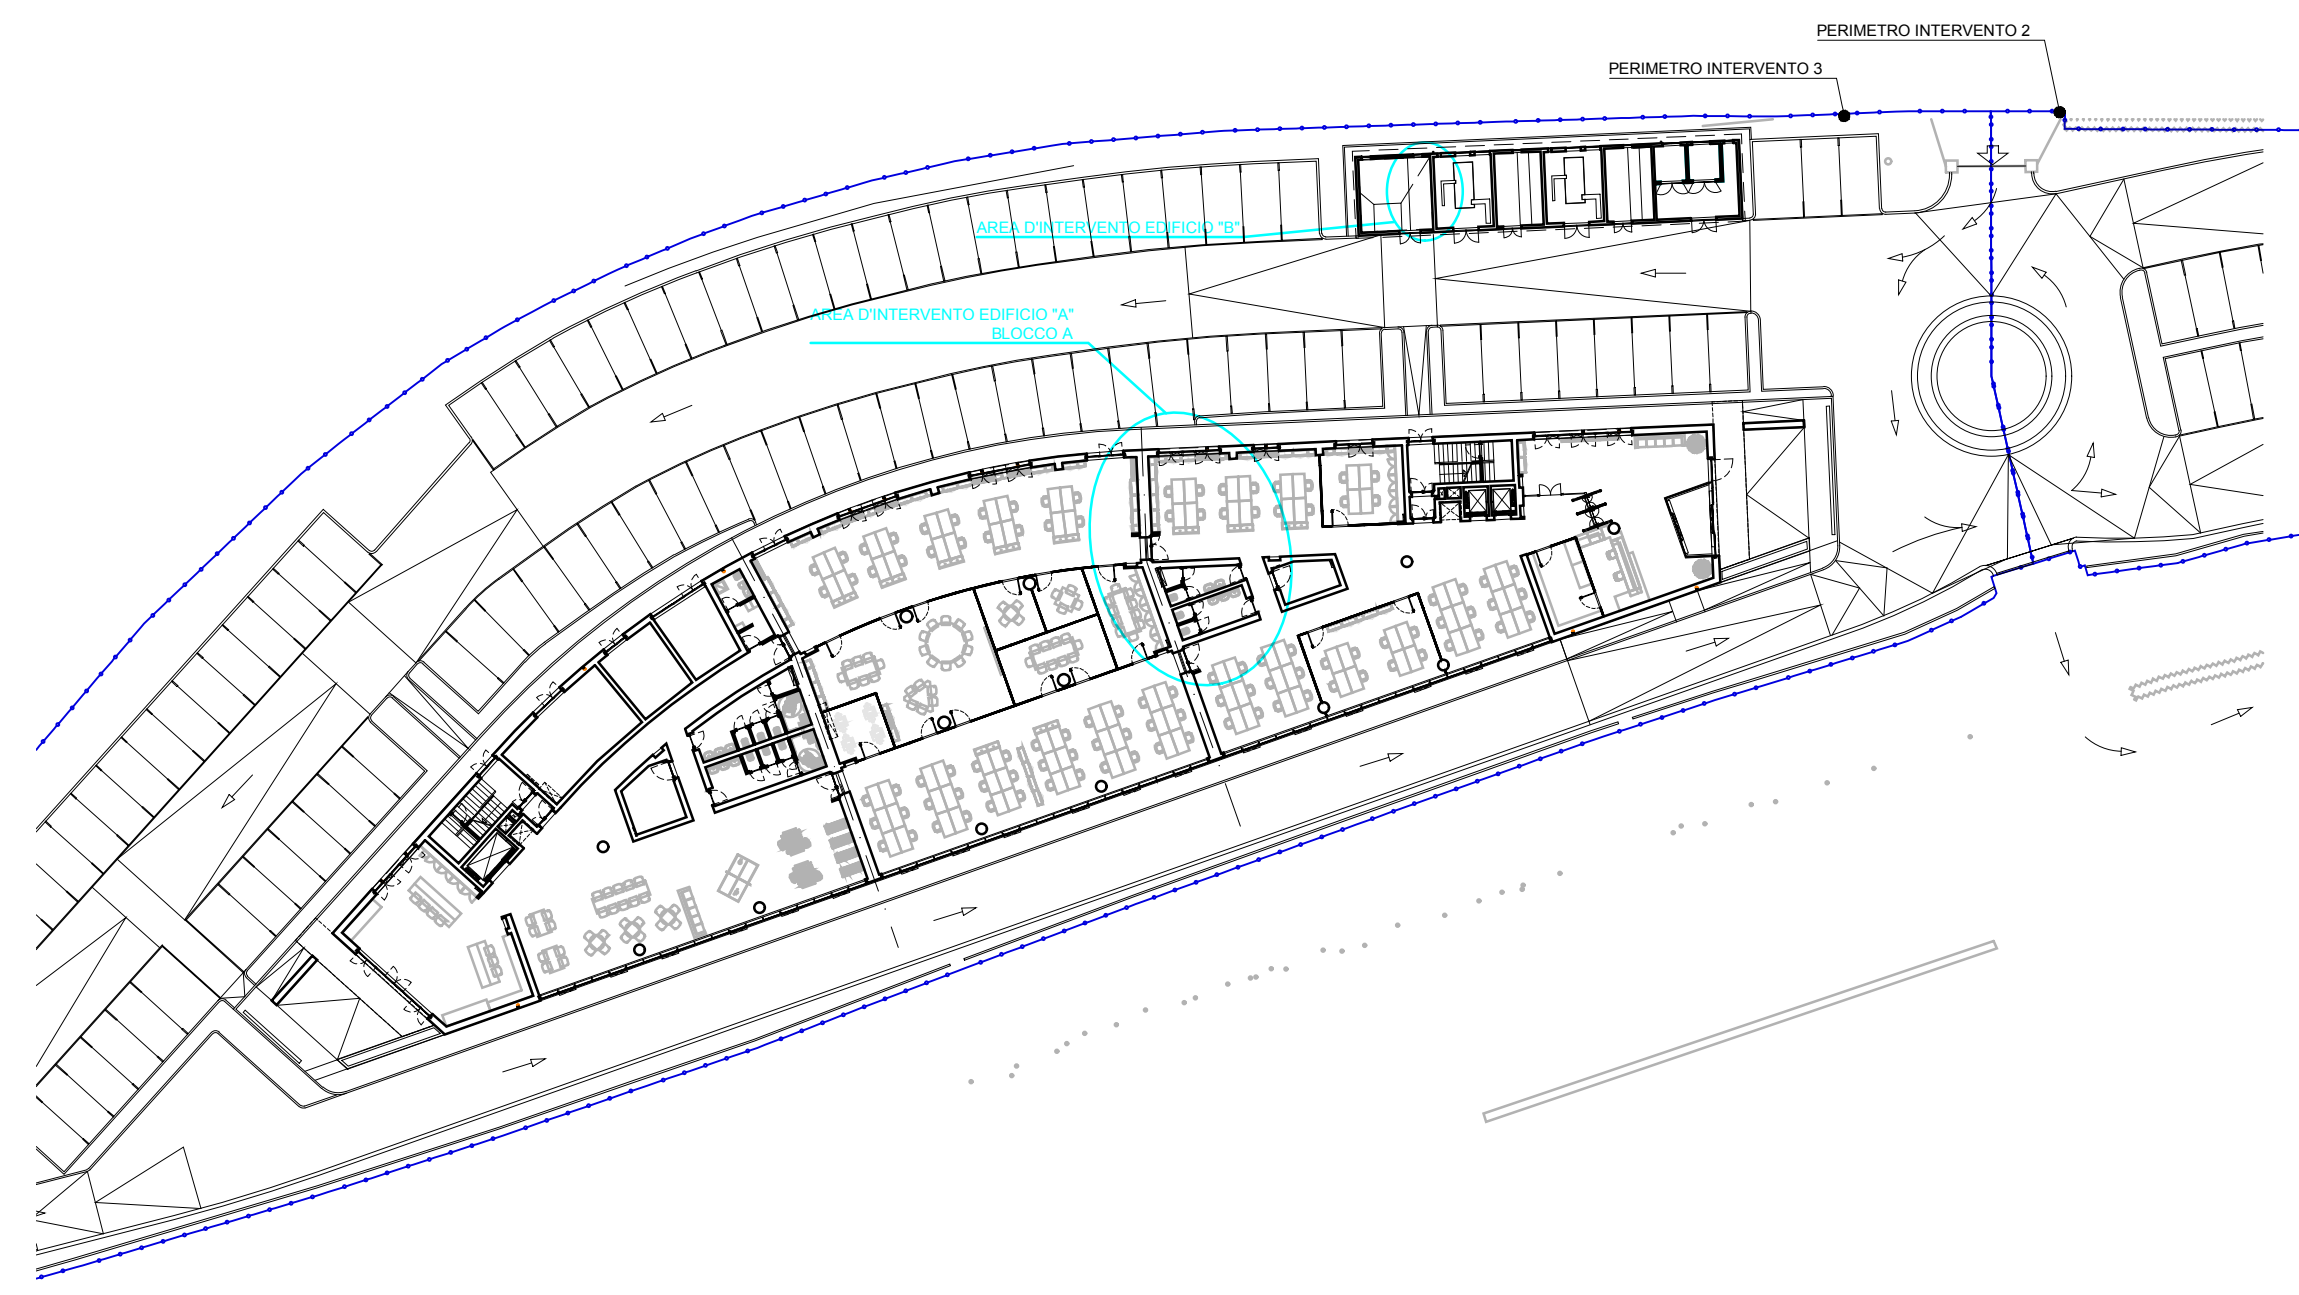 PERIMETRO INTERVENTO 2
PERIMETRO INTERVENTO 3
AREA D'INTERVENTO EDIFICIO "B"
AREA D'INTERVENTO EDIFICIO "A"
BLOCCO A